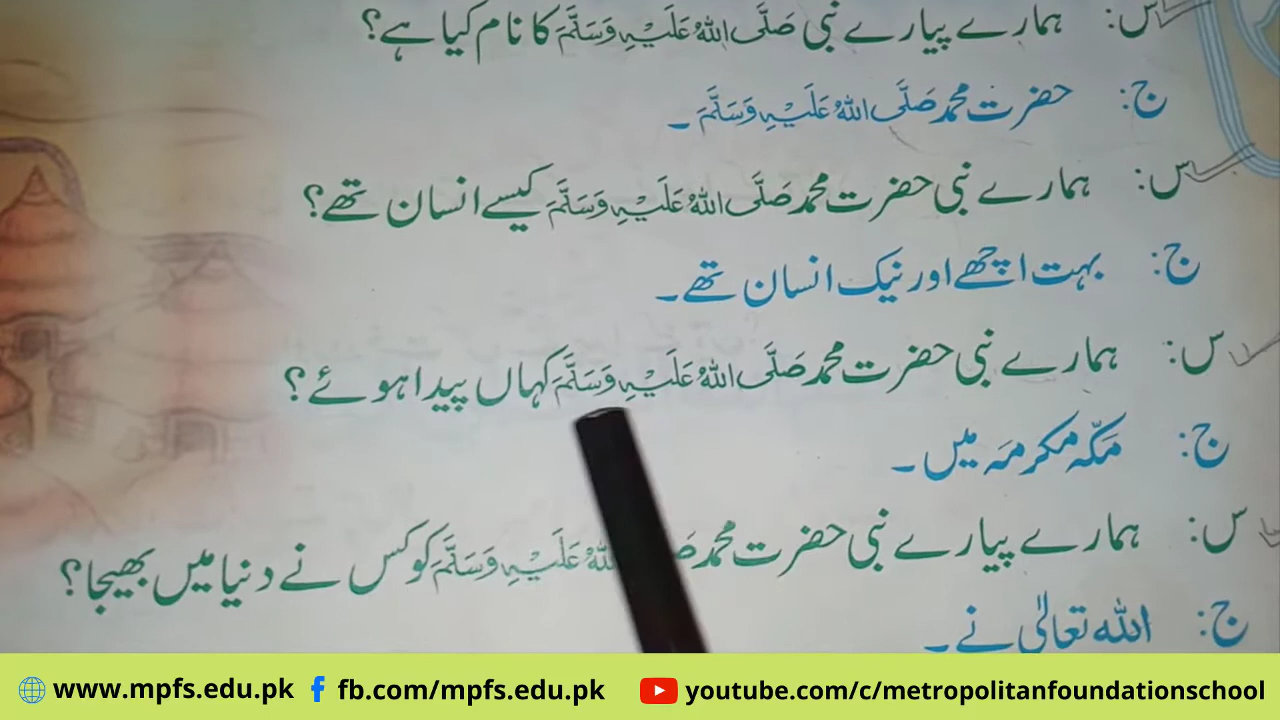 س: ہمارے پیارے نبی صَلَّی اللہُ عَلَیْہِ وَسَلَّمَ کا نام کیا ہے؟
ج: حضرت محمد صَلَّی اللہُ عَلَیْہِ وَسَلَّمَ ۔
س: ہمارے نبی حضرت محمد صَلَّی اللہُ عَلَیْہِ وَسَلَّمَ کیسے انسان تھے؟
ج: بہت اچھے اور نیک انسان تھے۔
س: ہمارے نبی حضرت محمد صَلَّی اللہُ عَلَیْہِ وَسَلَّمَ کہاں پیدا ہوئے؟
ج: مکّہ مکرمہ میں۔
س: ہمارے پیارے نبی حضرت محمد اللہُ عَلَیْہِ وَسَلَّمَ کو کس نے دنیا میں بھیجا؟
ج: اللہ تعالٰی نے۔
www.mpfs.edu.pk fb.com/mpfs.edu.pk youtube.com/c/metropolitanfoundationschool